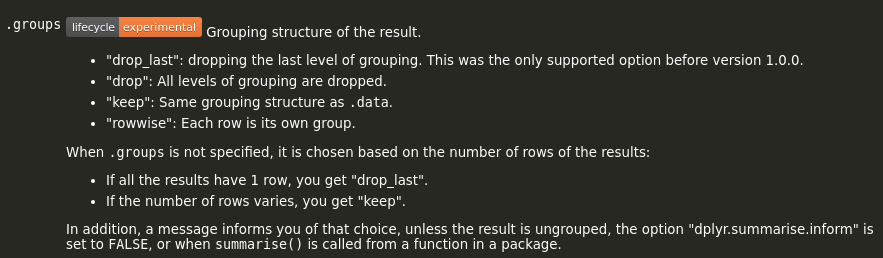 .groups lifecycle experimental Grouping structure of the result.
• "drop_last": dropping the last level of grouping. This was the only supported option before version 1.0.0.
• "drop": All levels of grouping are dropped.
• "keep": Same grouping structure as .data.
• "rowwise": Each row is its own group.
When .groups is not specified, it is chosen based on the number of rows of the results:
• If all the results have 1 row, you get "drop_last".
• If the number of rows varies, you get "keep".
In addition, a message informs you of that choice, unless the result is ungrouped, the option "dplyr.summarise.inform" is
set to FALSE, or when summarise() is called from a function in a package.